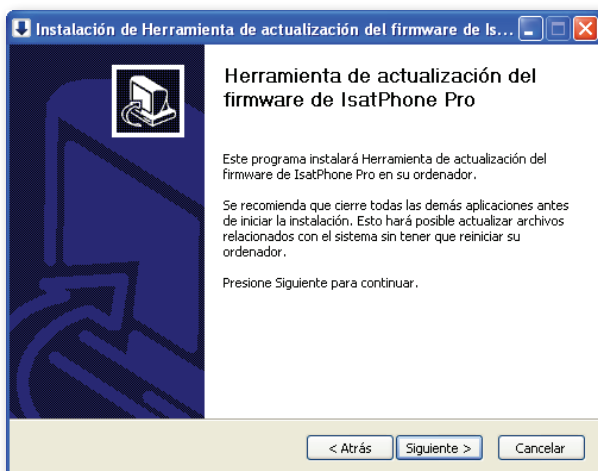 Instalación de Herramienta de actualización del firmware de Is...
Herramienta de actualización del
firmware de IsatPhone Pro
Este programa instalará Herramienta de actualización del
firmware de IsatPhone Pro en su ordenador.
Se recomienda que cierre todas las demás aplicaciones antes
de iniciar la instalación. Esto hará posible actualizar archivos
relacionados con el sistema sin tener que reiniciar su
ordenador.
Presione Siguiente para continuar.
< Atrás Siguiente > Cancelar